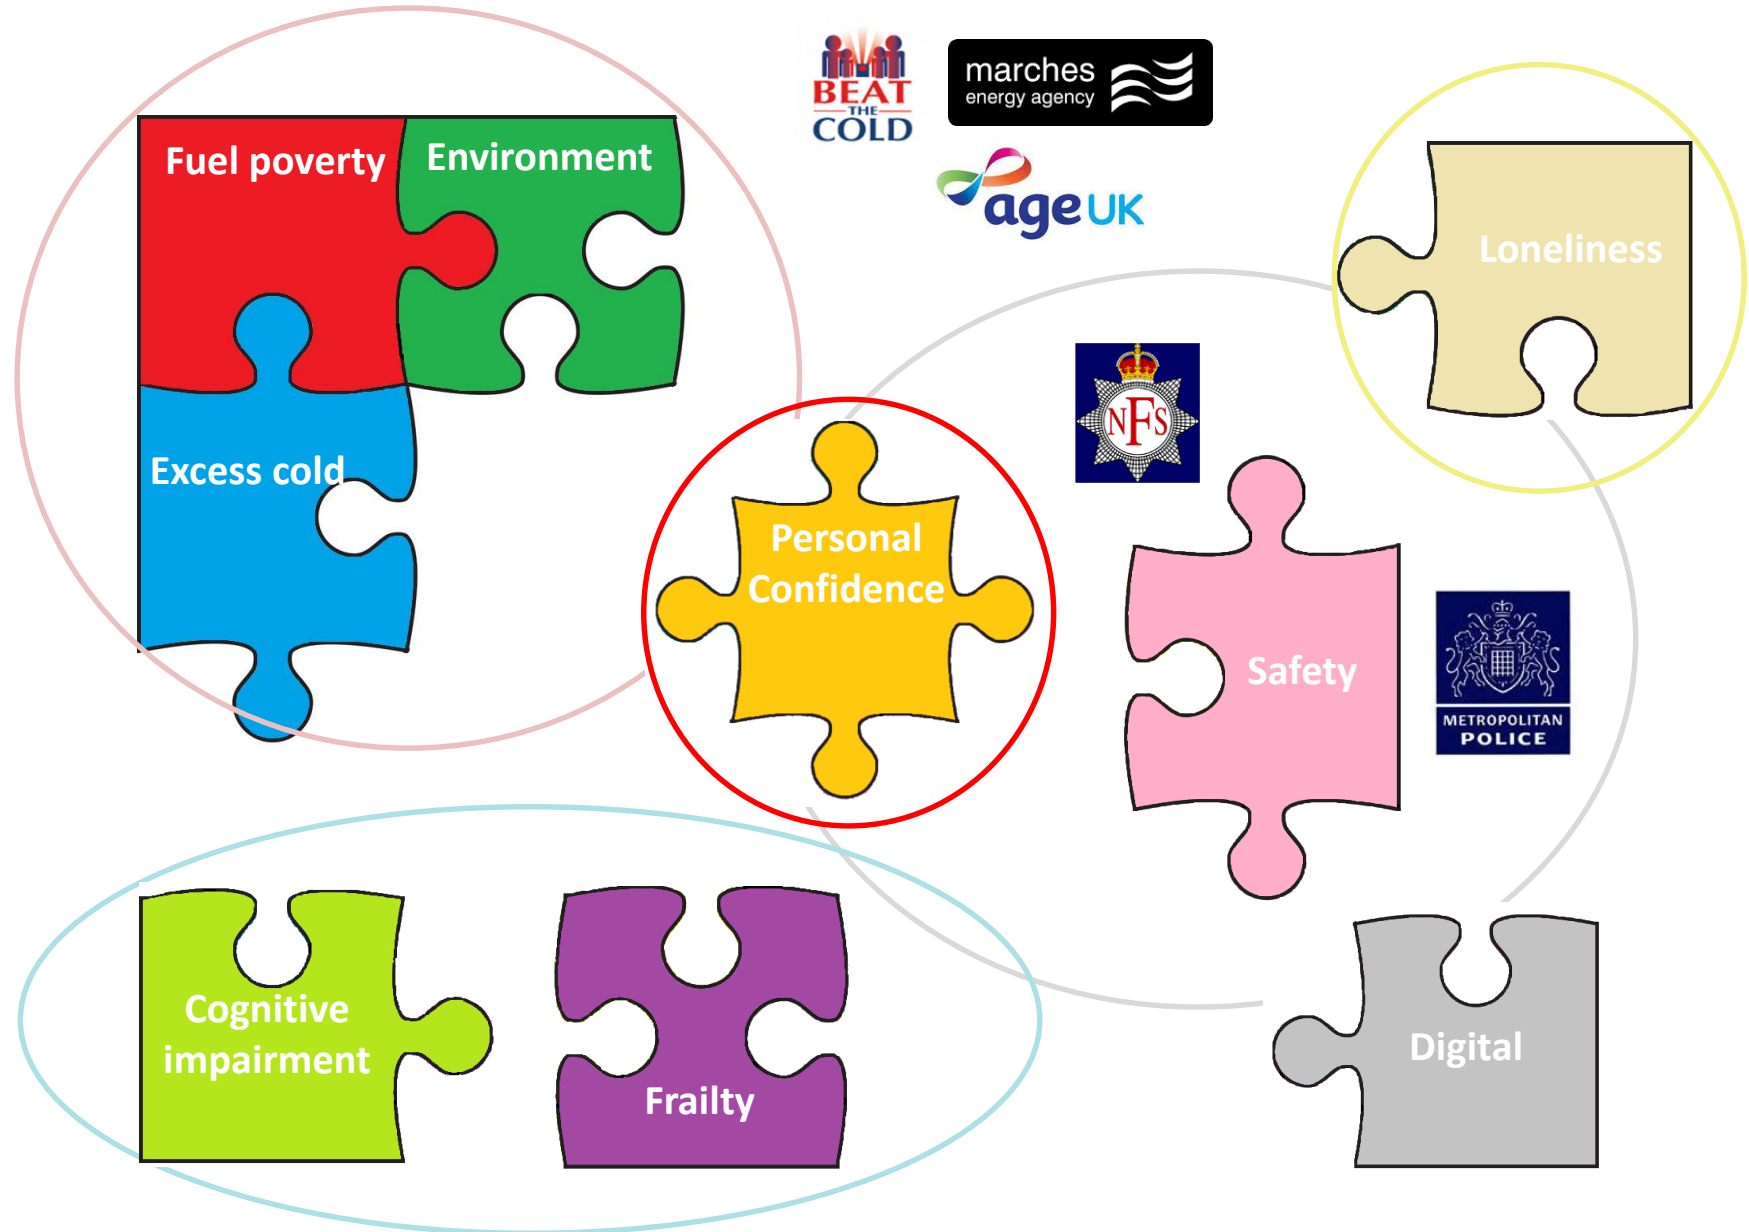 BEAT
THE
COLD
marches
energy agency
age UK
Fuel poverty
Environment
Loneliness
NFS
Excess cold
Personal
Confidence
Safety
METROPOLITAN
POLICE
Cognitive
impairment
Frailty
Digital